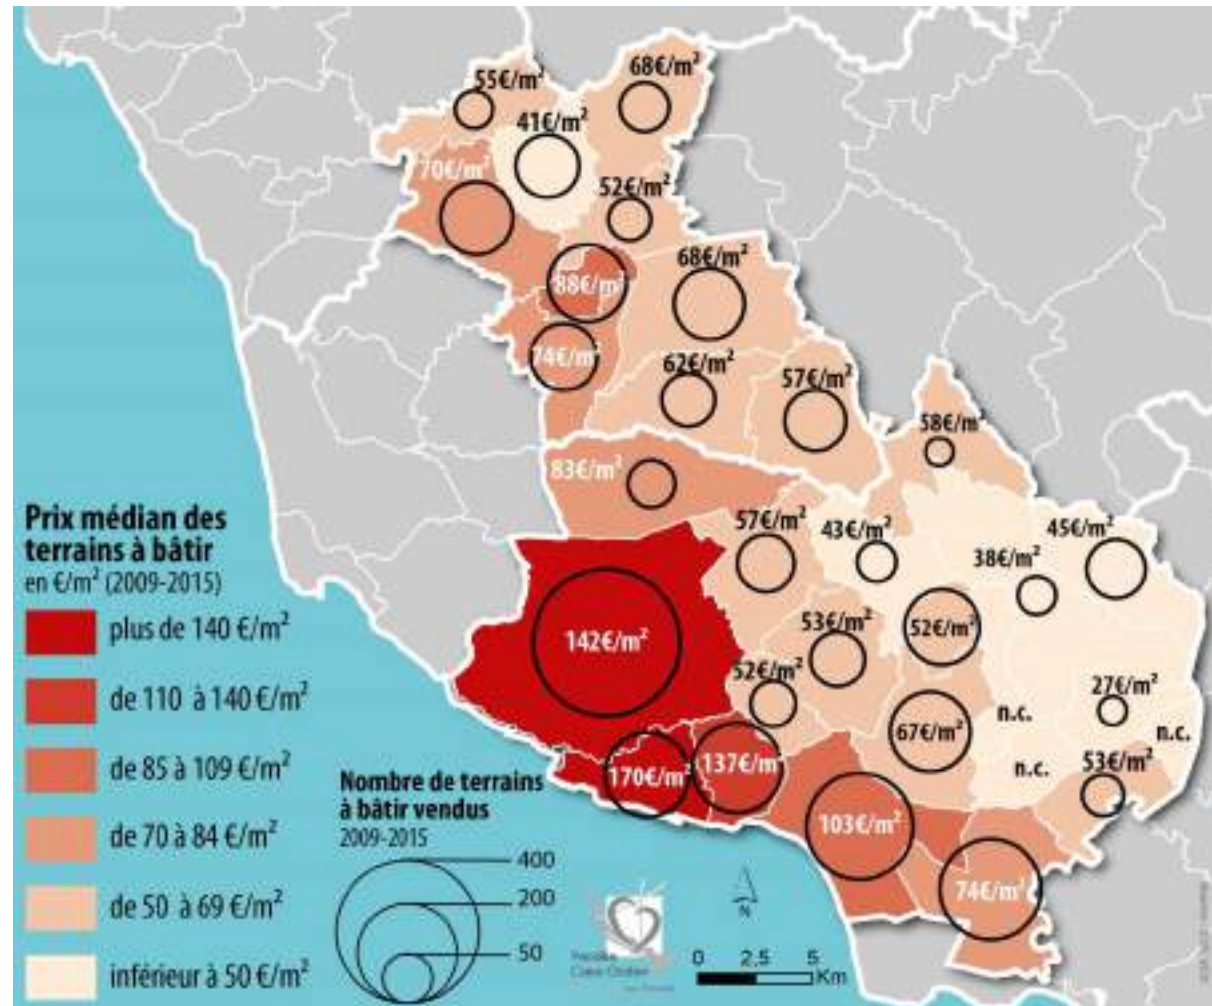 55€/m²
68€/m²
41€/m²
70€/m²
52€/m²
68€/m²
88€/m²
74€/m²
62€/m²
57€/m²
58€/m²
83€/m²
57€/m²
43€/m²
45€/m²
38€/m²
142€/m²
53€/m²
52€/m²
52€/m²
27€/m²
n.c.
67€/m²
n.c.
n.c.
53€/m²
170€/m²
137€/m²
103€/m²
74€/m²
Prix médian des
terrains à bâtir
en €/m² (2009-2015)
plus de 140 €/m²
de 110 à 140 €/m²
de 85 à 109 €/m²
de 70 à 84 €/m²
de 50 à 69 €/m²
inférieur à 50 €/m²
Nombre de terrains
à bâtir vendus
2009-2015
400
200
50
N
0 2,5 5
Km